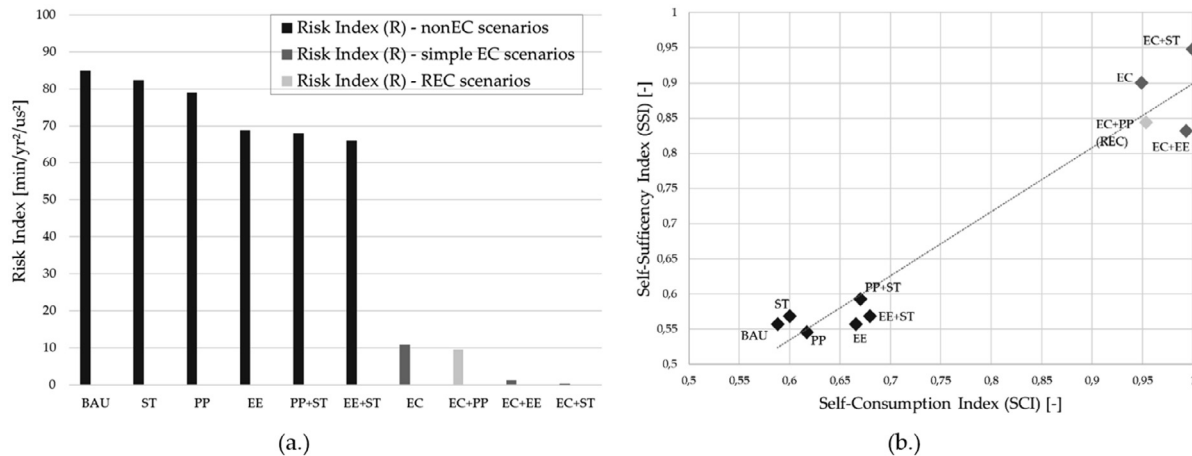 Risk Index (R) - nonEC scenarios
Risk Index (R) - simple EC scenarios
Risk Index (R) - REC scenarios
Risk Index [min/yr²/us²]
100
90
80
70
60
50
40
30
20
10
0
BAU ST PP EE PP+ST EE+ST EC EC+PP EC+EE EC+ST
(a.)
Self-Sufficency Index (SSI) [-]
1
0,95
0,9
0,85
0,8
0,75
0,7
0,65
0,6
0,55
0,5
EC+ST
EC
EC+PP
(REC)
EC+EE
PP+ST
ST
EE+ST
BAU
PP
EE
0,5 0,55 0,6 0,65 0,7 0,75 0,8 0,85 0,9 0,95 1
Self-Consumption Index (SCI) [-]
(b.)